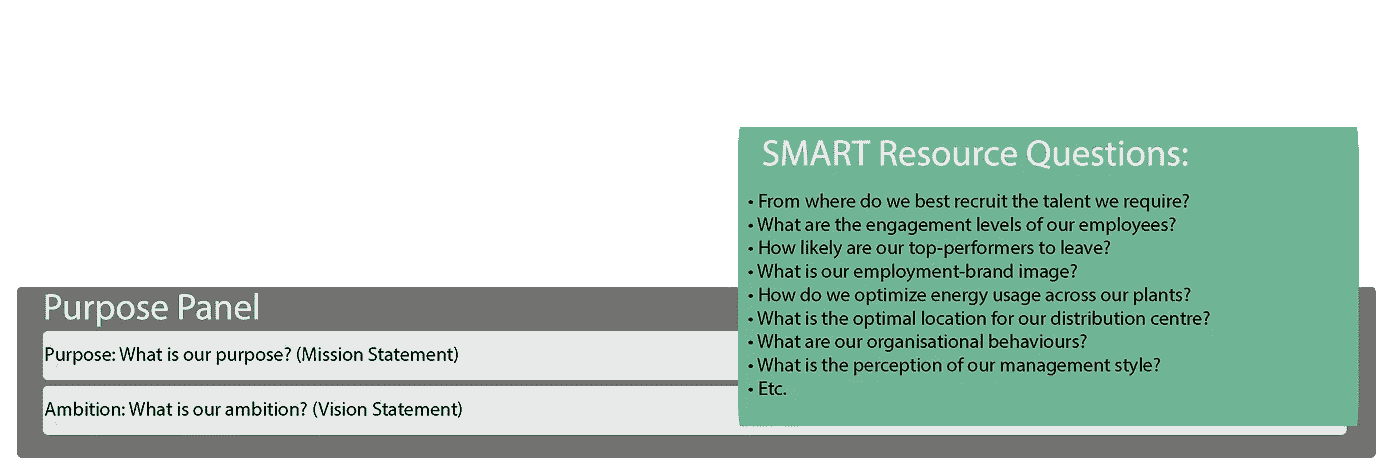 SMART Resource Questions:
• From where do we best recruit the talent we require?
• What are the engagement levels of our employees?
• How likely are our top-performers to leave?
• What is our employment-brand image?
• How do we optimize energy usage across our plants?
• What is the optimal location for our distribution centre?
• What are our organisational behaviours?
• What is the perception of our management style?
• Etc.
Purpose Panel
Purpose: What is our purpose? (Mission Statement)
Ambition: What is our ambition? (Vision Statement)